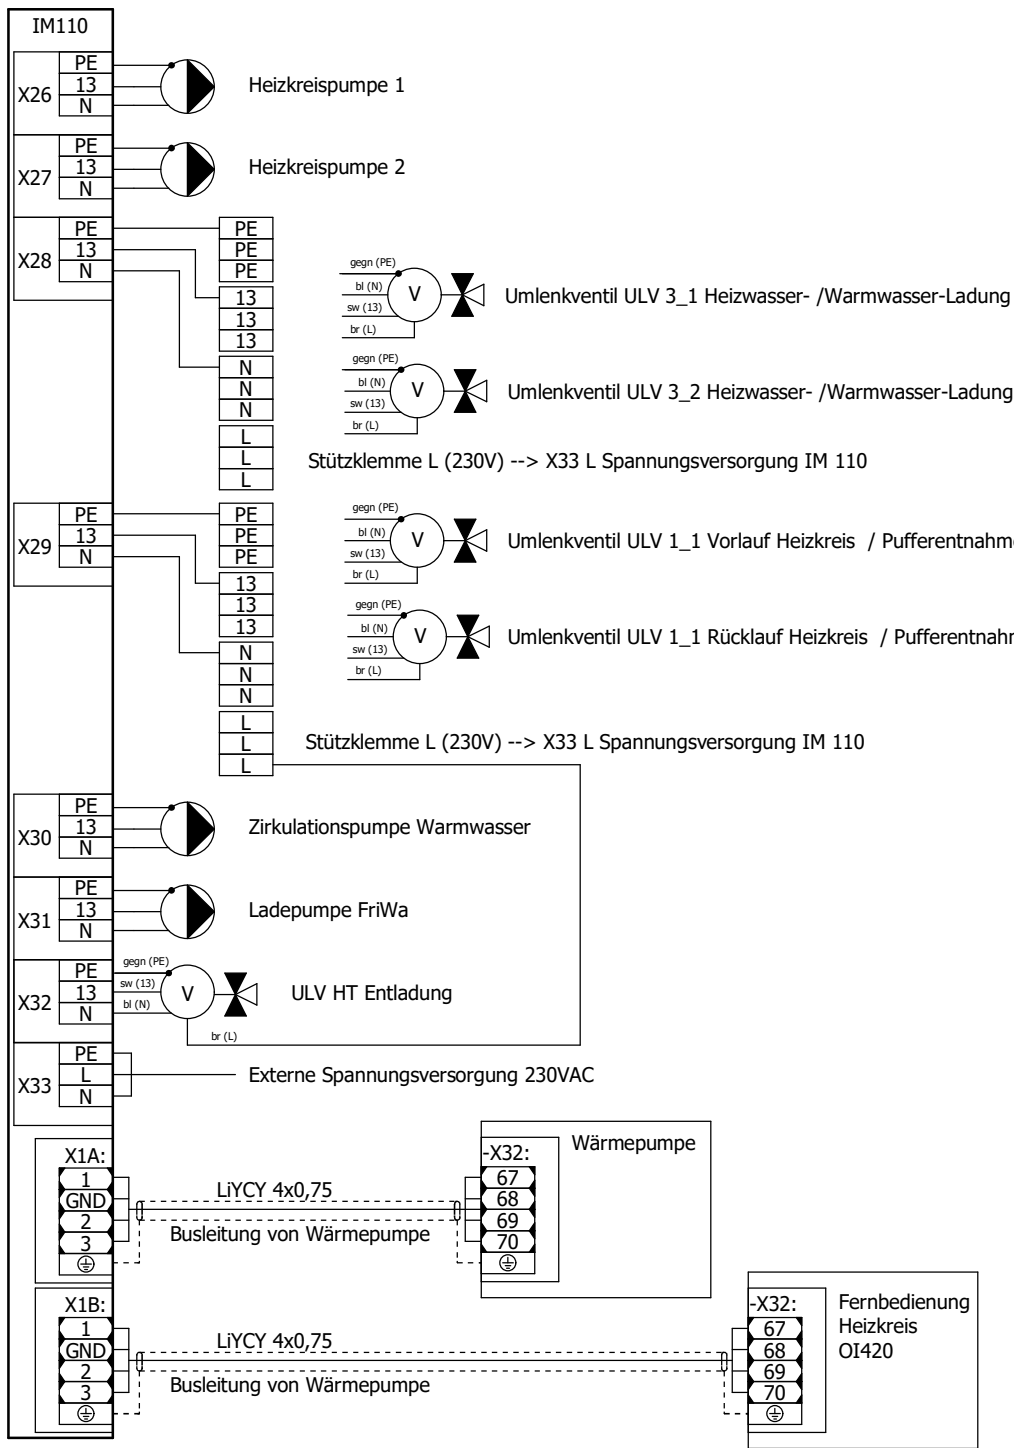 IM110
X26
PE
13
N
Heizkreispumpe 1
X27
PE
13
N
Heizkreispumpe 2
X28
PE
13
N
PE
PE
PE
13
13
13
N
N
N
L
L
L
gegn (PE)
bl (N)
sw (13)
br (L)
V
Umlenkventil ULV 3_1 Heizwasser- /Warmwasser-Ladung
gegn (PE)
bl (N)
sw (13)
br (L)
V
Umlenkventil ULV 3_2 Heizwasser- /Warmwasser-Ladung
Stützklemme L (230V) --> X33 L Spannungsversorgung IM 110
X29
PE
13
N
PE
PE
PE
13
13
13
N
N
N
L
L
L
gegn (PE)
bl (N)
sw (13)
br (L)
V
Umlenkventil ULV 1_1 Vorlauf Heizkreis / Pufferentnahm
gegn (PE)
bl (N)
sw (13)
br (L)
V
Umlenkventil ULV 1_1 Rücklauf Heizkreis / Pufferentnah
Stützklemme L (230V) --> X33 L Spannungsversorgung IM 110
X30
PE
13
N
Zirkulationspumpe Warmwasser
X31
PE
13
N
Ladepumpe FriWa
X32
PE
13
N
gegn (PE)
sw (13)
bl (N)
br (L)
V
ULV HT Entladung
X33
PE
L
N
Externe Spannungsversorgung 230VAC
X1A:
1
GND
2
3
LiYCY 4x0,75
Busleitung von Wärmepumpe
-X32:
67
68
69
70
Wärmepumpe
X1B:
1
GND
2
3
LiYCY 4x0,75
Busleitung von Wärmepumpe
-X32:
67
68
69
70
Fernbedienung
Heizkreis
OI420